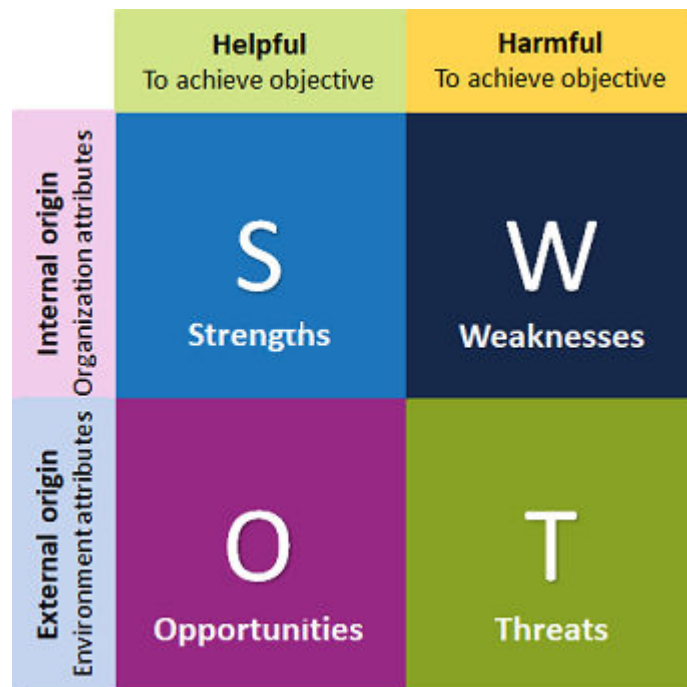 Helpful
To achieve objective
Harmful
To achieve objective
Internal origin
Organization attributes
S
Strengths
W
Weaknesses
External origin
Environment attributes
O
Opportunities
T
Threats